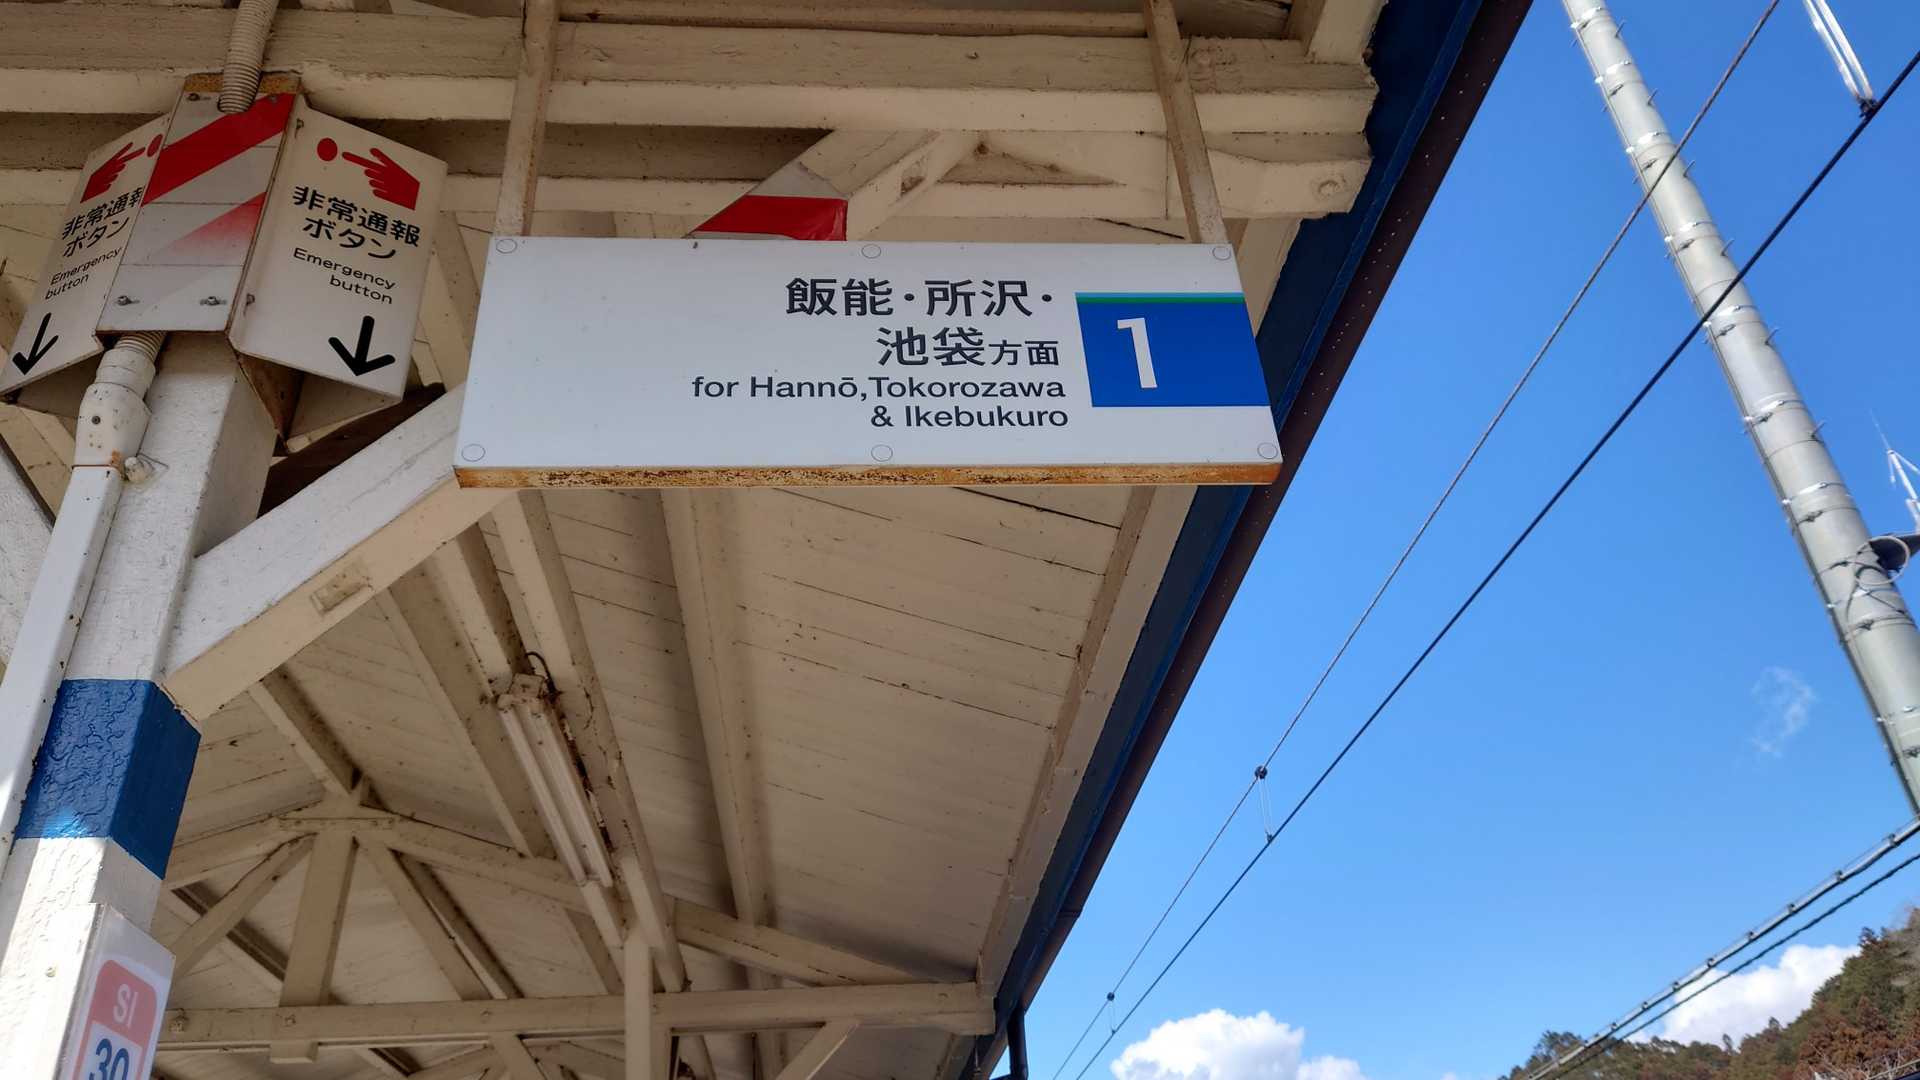 非常通報
ボタン
Emergency
button
非常通報
ボタン
Emergency
button
飯能・所沢・
池袋方面
for Hannō,Tokorozawa
& Ikebukuro
1
SI
30